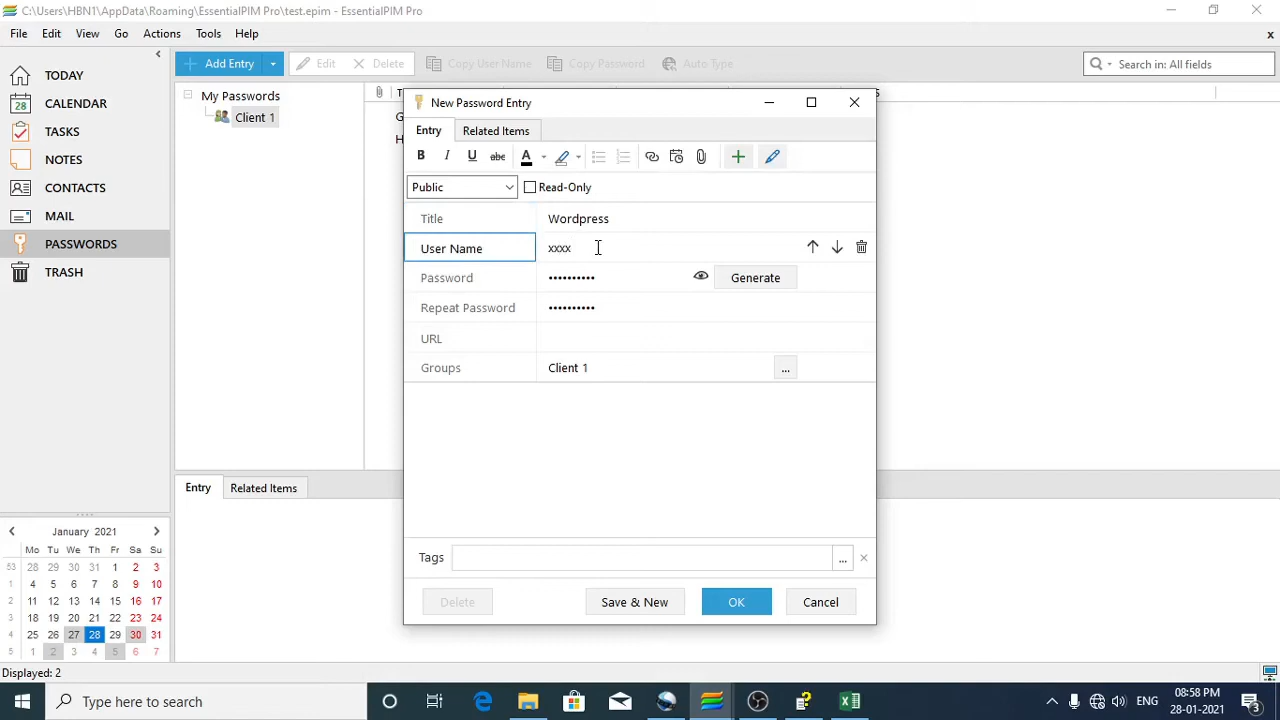 C:\Users\HBN1\AppData\Roaming\EssentialPIM Pro\test.epim - EssentialPIM Pro
File Edit View Go Actions Tools Help x
TODAY
CALENDAR
28
TASKS
NOTES
CONTACTS
MAIL
PASSWORDS
TRASH
Add Entry Edit Delete Copy User Name Copy Password Auto Type Search in: All fields
My Passwords
Client 1
New Password Entry
Entry Related Items
B I U abc A
Public Read-Only
Title Wordpress
User Name xxxx
Password •••••••••• Generate
Repeat Password ••••••••••
URL
Groups Client 1 ...
Tags ...
Delete Save & New OK Cancel
Entry Related Items
January 2021
Mo Tu We Th Fr Sa Su
53 28 29 30 31 1 2 3
1 4 5 6 7 8 9 10
2 11 12 13 14 15 16 17
3 18 19 20 21 22 23 24
4 25 26 27 28 29 30 31
5 1 2 3 4 5 6 7
Displayed: 2
Type here to search
ENG
08:58 PM
28-01-2021
3